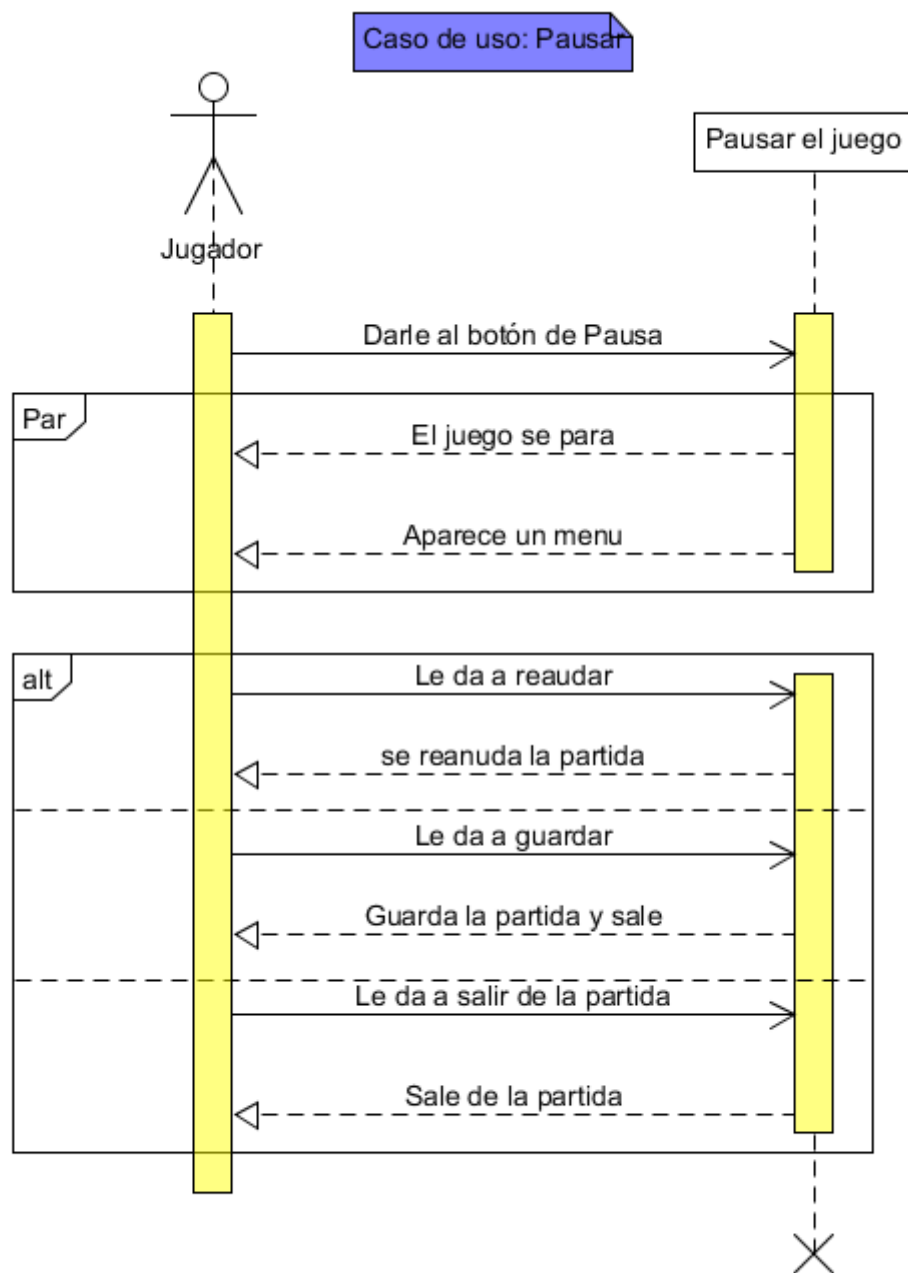 Caso de uso: Pausar
Pausar el juego
Jugador
Darle al botón de Pausa
Par
El juego se para
Aparece un menu
alt
Le da a reaudar
se reanuda la partida
Le da a guardar
Guarda la partida y sale
Le da a salir de la partida
Sale de la partida